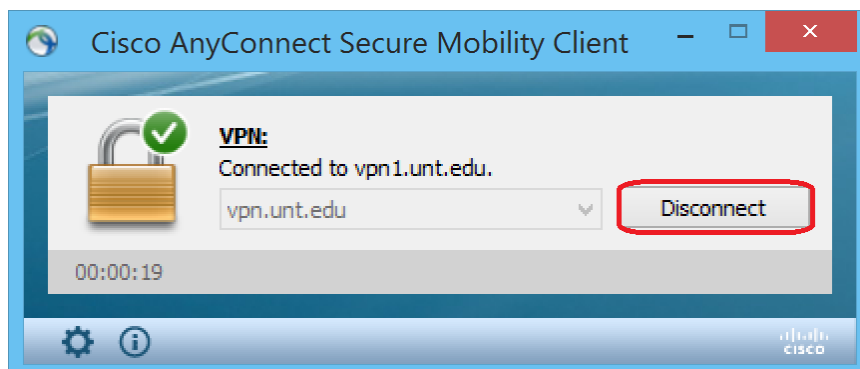 Cisco AnyConnect Secure Mobility Client
VPN:
Connected to vpn1.unt.edu.
vpn.unt.edu
Disconnect
00:00:19
CISCO